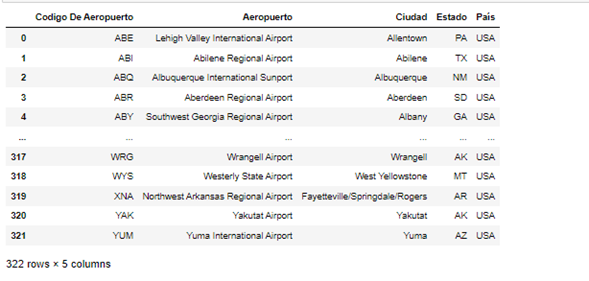 Codigo De Aeropuerto Aeropuerto Ciudad Estado Pais
0 ABE Lehigh Valley International Airport Allentown PA USA
1 ABI Abilene Regional Airport Abilene TX USA
2 ABQ Albuquerque International Sunport Albuquerque NM USA
3 ABR Aberdeen Regional Airport Aberdeen SD USA
4 ABY Southwest Georgia Regional Airport Albany GA USA
... ... ... ... ... ...
317 WRG Wrangell Airport Wrangell AK USA
318 WYS Westerly State Airport West Yellowstone MT USA
319 XNA Northwest Arkansas Regional Airport Fayetteville/Springdale/Rogers AR USA
320 YAK Yakutat Airport Yakutat AK USA
321 YUM Yuma International Airport Yuma AZ USA
322 rows × 5 columns